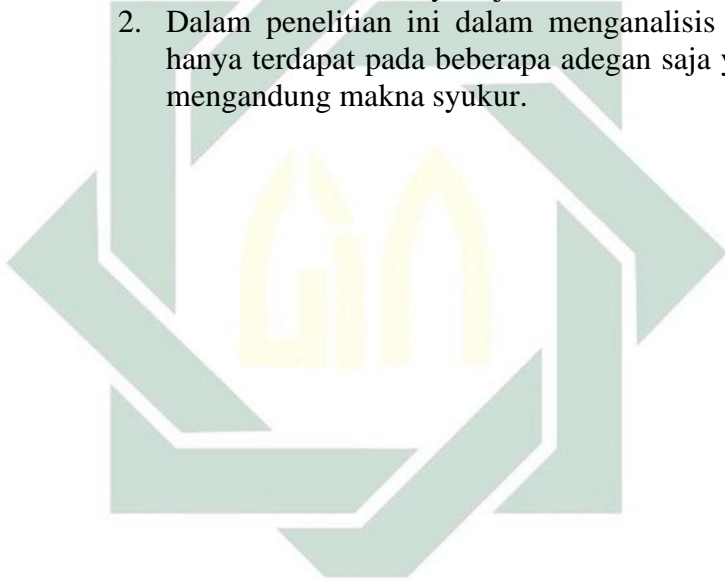 2. Dalam penelitian ini dalam menganalisis
hanya terdapat pada beberapa adegan saja
mengandung makna syukur.